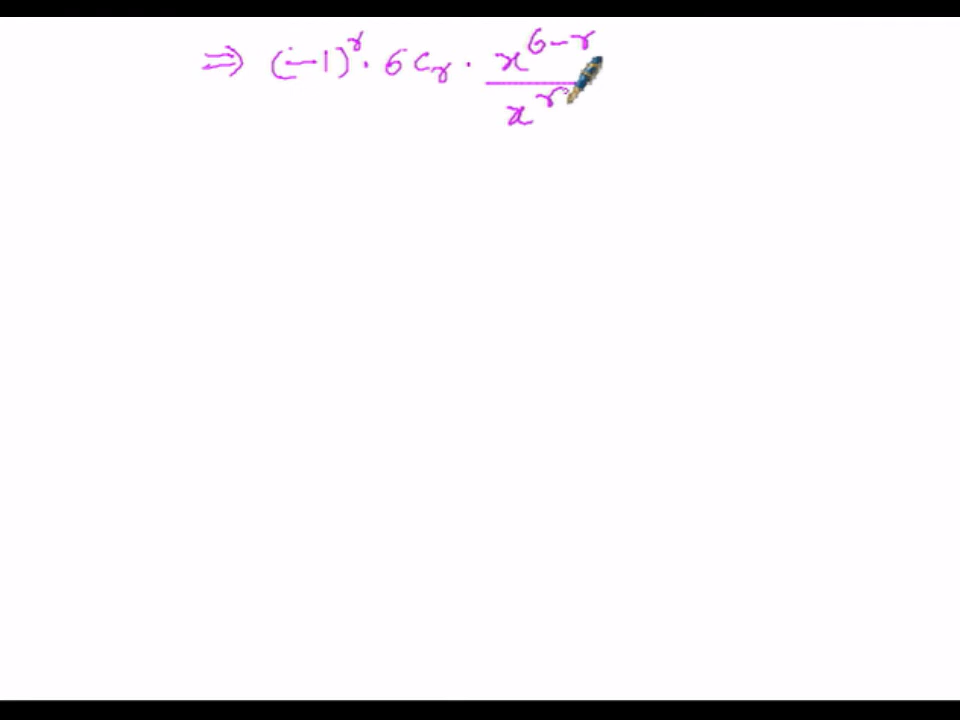 ⇒ (-1)^r · 6C_r · x^{6-r} / x^r